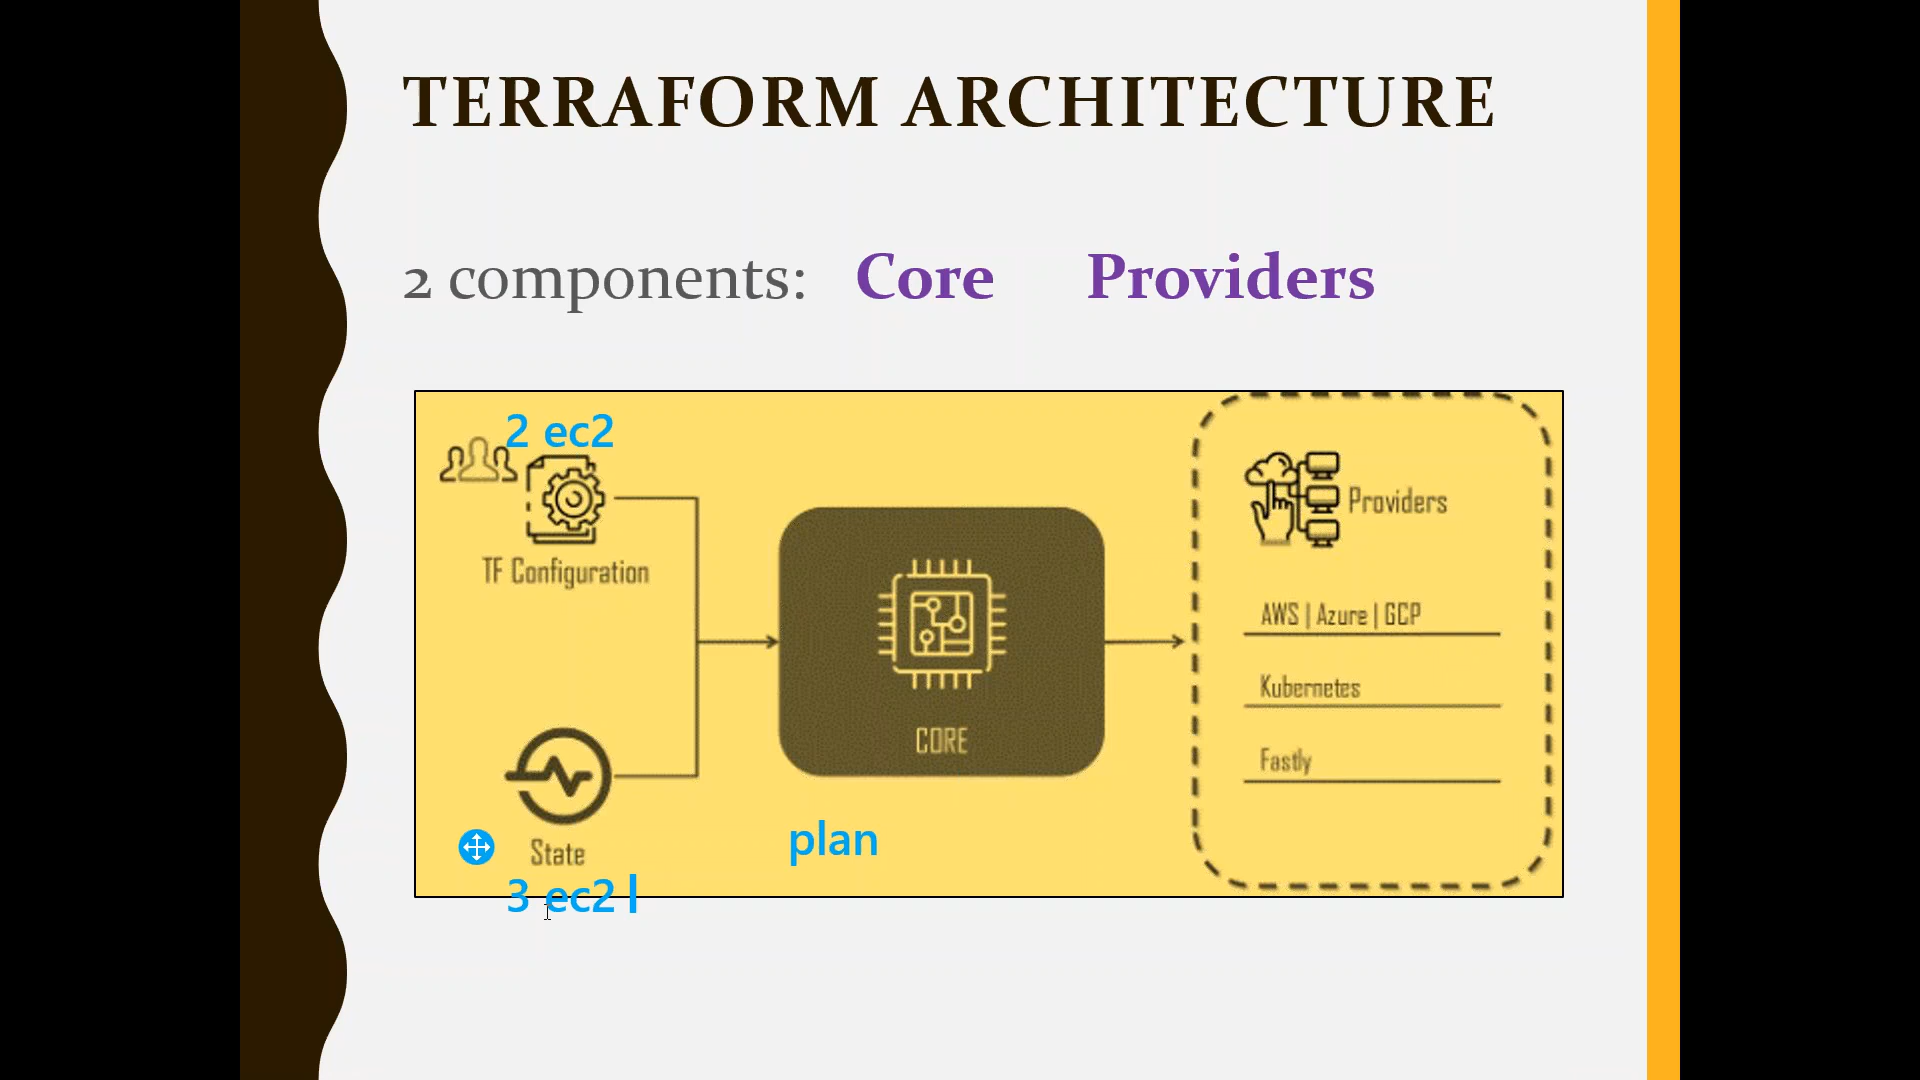 TERRAFORM ARCHITECTURE
2 components: Core Providers
2 ec2
TF Configuration
CORE
State
plan
3 ec2
Providers
AWS | Azure | GCP
Kubernetes
Fastly